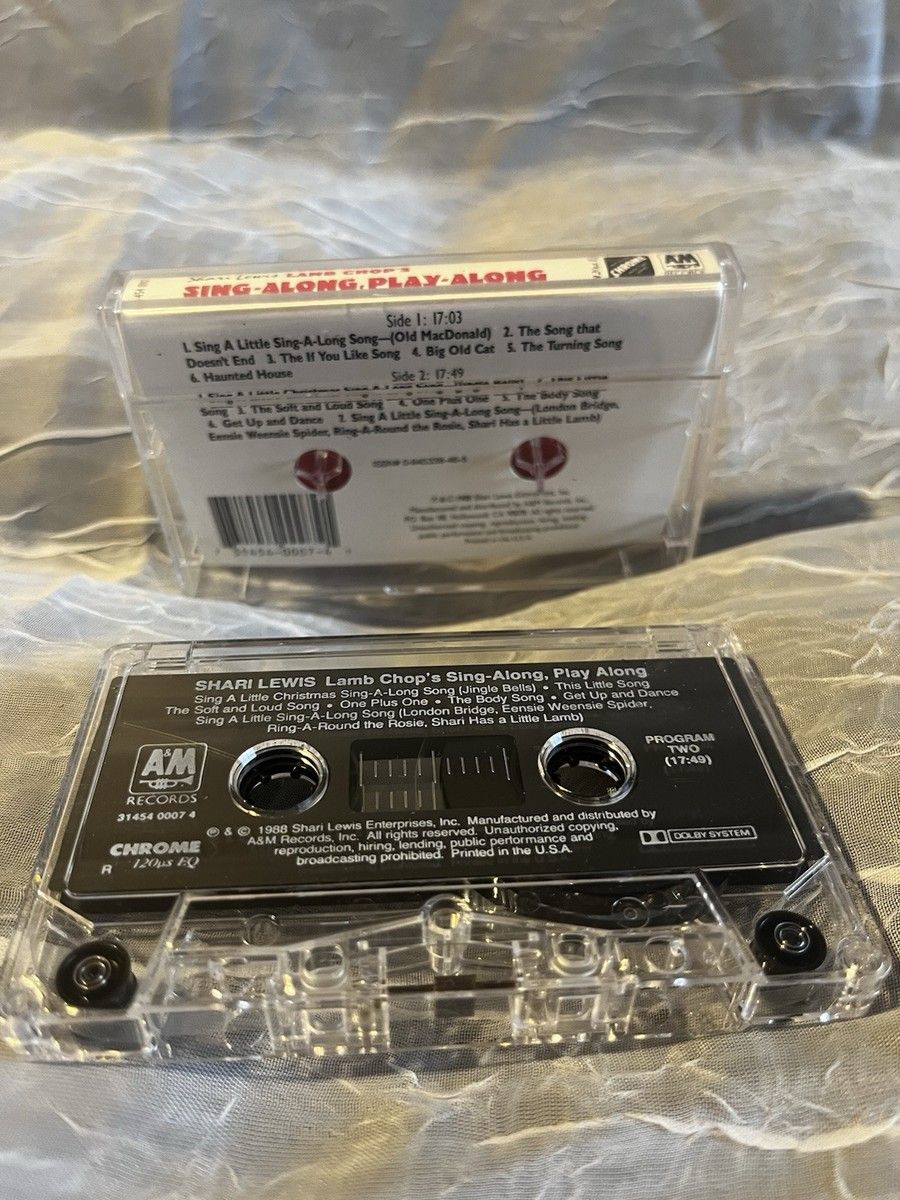 Shari Lewis LAMB CHOP'S
SING-ALONG, PLAY-ALONG
CHROME
A&M
RECORDS
Side 1: 17:03
1. Sing A Little Sing-A-Long Song—(Old MacDonald) 2. The Song that
Doesn't End 3. The If You Like Song 4. Big Old Cat 5. The Turning Song
6. Haunted House
Side 2: 17:49
1. Sing A Little Christmas Sing-A-Long Song
Song 3. The Soft and Loud Song 4. One Plus One 5. The Body Song
6. Get Up and Dance 7. Sing A Little Sing-A-Long Song—(London Bridge,
Eensie Weensie Spider, Ring-A-Round the Rosie, Shari Has a Little Lamb)
SHARI LEWIS Lamb Chop's Sing-Along, Play Along
Sing A Little Christmas Sing-A-Long Song (Jingle Bells) • This Little Song
The Soft and Loud Song • One Plus One • The Body Song • Get Up and Dance
Sing A Little Sing-A-Long Song (London Bridge, Eensie Weensie Spider,
Ring-A-Round the Rosie, Shari Has a Little Lamb)
A&M
RECORDS
31454 0007 4
PROGRAM
TWO
(17:49)
CHROME
120µs EQ
R
℗ & © 1988 Shari Lewis Enterprises, Inc. Manufactured and distributed by
A&M Records, Inc. All rights reserved. Unauthorized copying,
reproduction, hiring, lending, public performance and
broadcasting prohibited. Printed in the U.S.A.
DOLBY SYSTEM